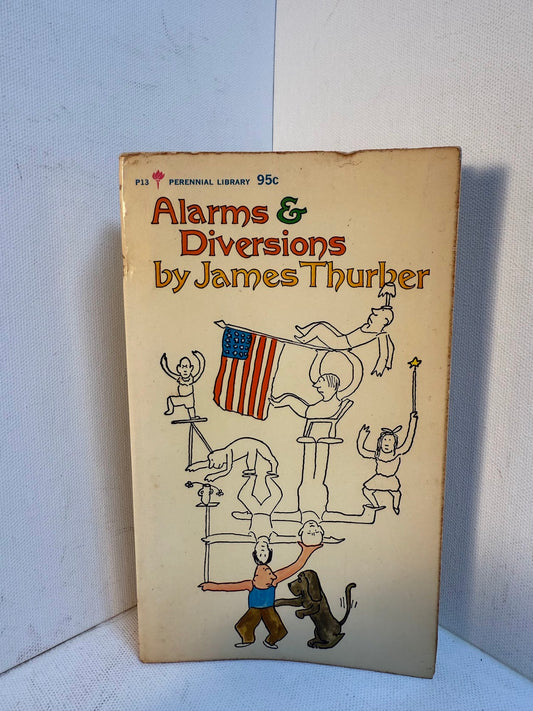 P13 PERENNIAL LIBRARY 95c
Alarms &
Diversions
by James Thurber